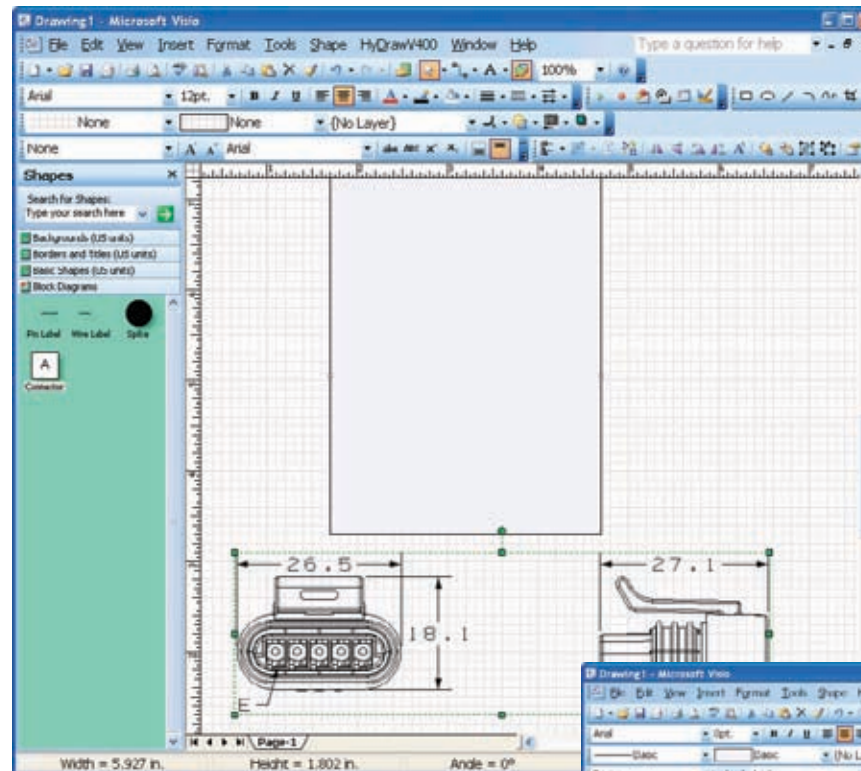 Drawing1 - Microsoft Visio
File Edit View Insert Format Tools Shape HyDrawV400 Window Help Type a question for help
100%
Arial 12pt. B I U A
None None {No Layer}
None Arial
Shapes
Search for Shapes:
Type your search here
Backgrounds (US units)
Borders and Titles (US units)
Basic Shapes (US units)
Block Diagrams
Pin Label Wire Label Splice
A
Connector
26.5 27.1
18.1
E
Page-1
Width = 5.927 in. Height = 1.802 in. Angle = 0°
Drawing1 - Microsoft Visio
File Edit View Insert Format Tools Shape
Arial 0pt. B I U
Basic Basic